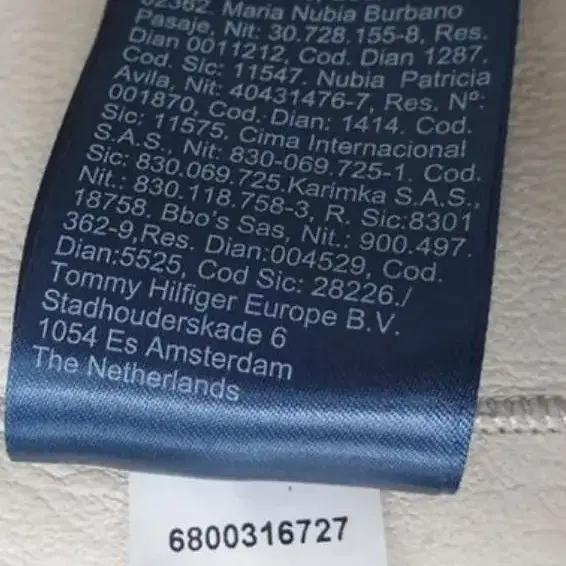 02362. Maria Nubia Burbano
Pasaje, Nit: 30.728.155-8, Res.
Dian 0011212, Cod. Dian 1287.
Cod. Sic: 11547. Nubia Patricia
Avila, Nit: 40431476-7, Res. Nº:
001870, Cod. Dian: 1414. Cod.
Sic: 11575. Cima Internacional
S.A.S., Nit: 830-069.725-1. Cod.
Sic: 830.069.725.Karimka S.A.S.,
Nit.: 830.118.758-3, R. Sic:8301
18758. Bbo's Sas, Nit.: 900.497.
362-9,Res. Dian:004529, Cod.
Dian:5525, Cod Sic: 28226./
Tommy Hilfiger Europe B.V.
Stadhouderskade 6
1054 Es Amsterdam
The Netherlands
6800316727